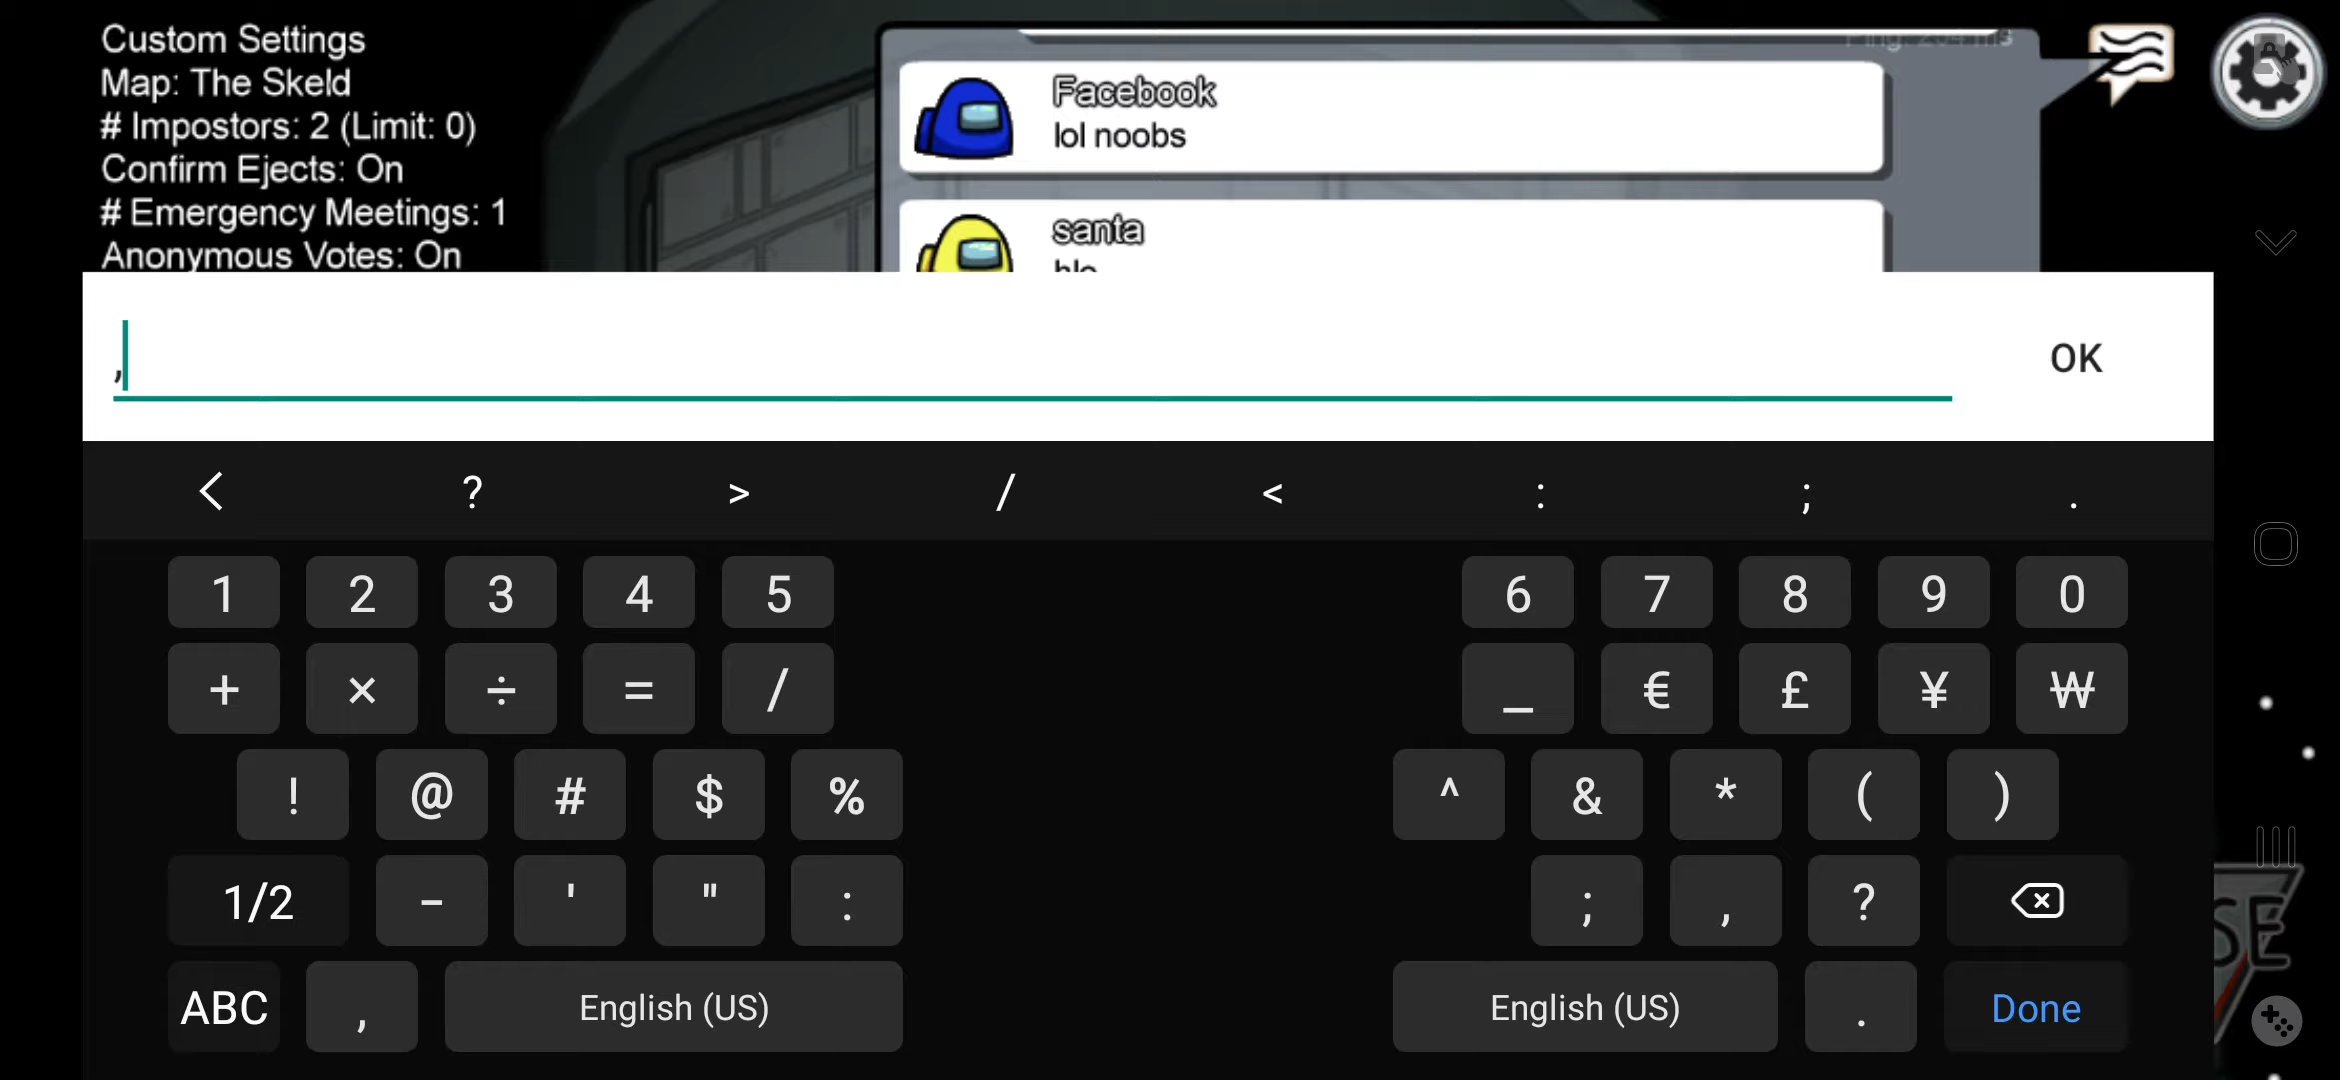 Custom Settings
Map: The Skeld
# Impostors: 2 (Limit: 0)
Confirm Ejects: On
# Emergency Meetings: 1
Anonymous Votes: On
Facebook
lol noobs
santa
,
OK
? > / < : ; .
1 2 3 4 5 6 7 8 9 0
+ × ÷ = / _ € £ ¥ ₩
! @ # $ % ^ & * ( )
1/2 - ' " : ; , ?
ABC , English (US) English (US) . Done